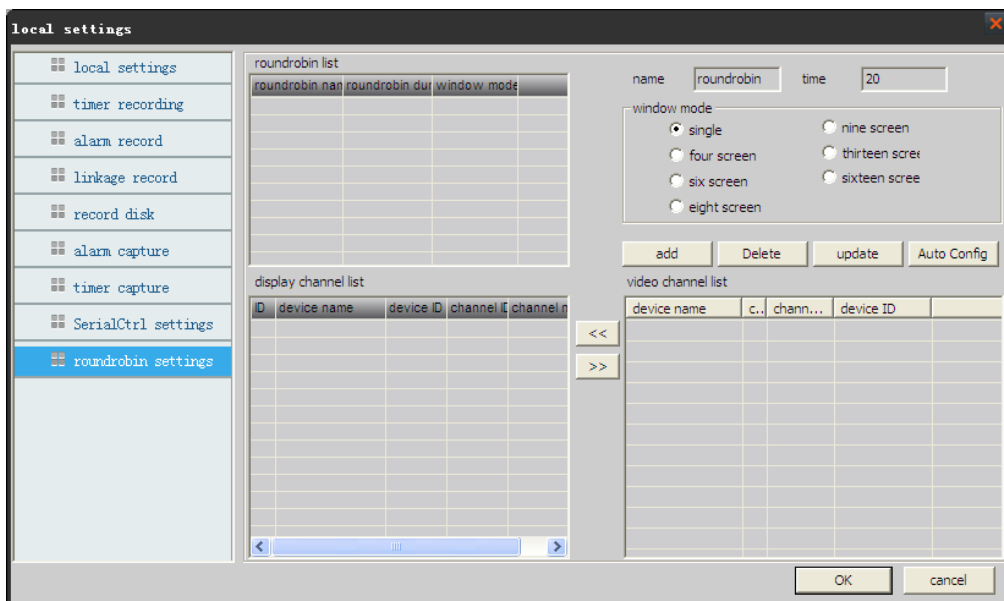 local settings
local settings
timer recording
alarm record
linkage record
record disk
alarm capture
timer capture
SerialCtrl settings
roundrobin settings
roundrobin list
roundrobin nan roundrobin dur window mode
name roundrobin time 20
window mode
single
four screen
six screen
eight screen
nine screen
thirteen scree
sixteen scree
add Delete update Auto Config
display channel list
ID device name device ID channel ID channel n
<<
>>
video channel list
device name c.. chann... device ID
OK cancel